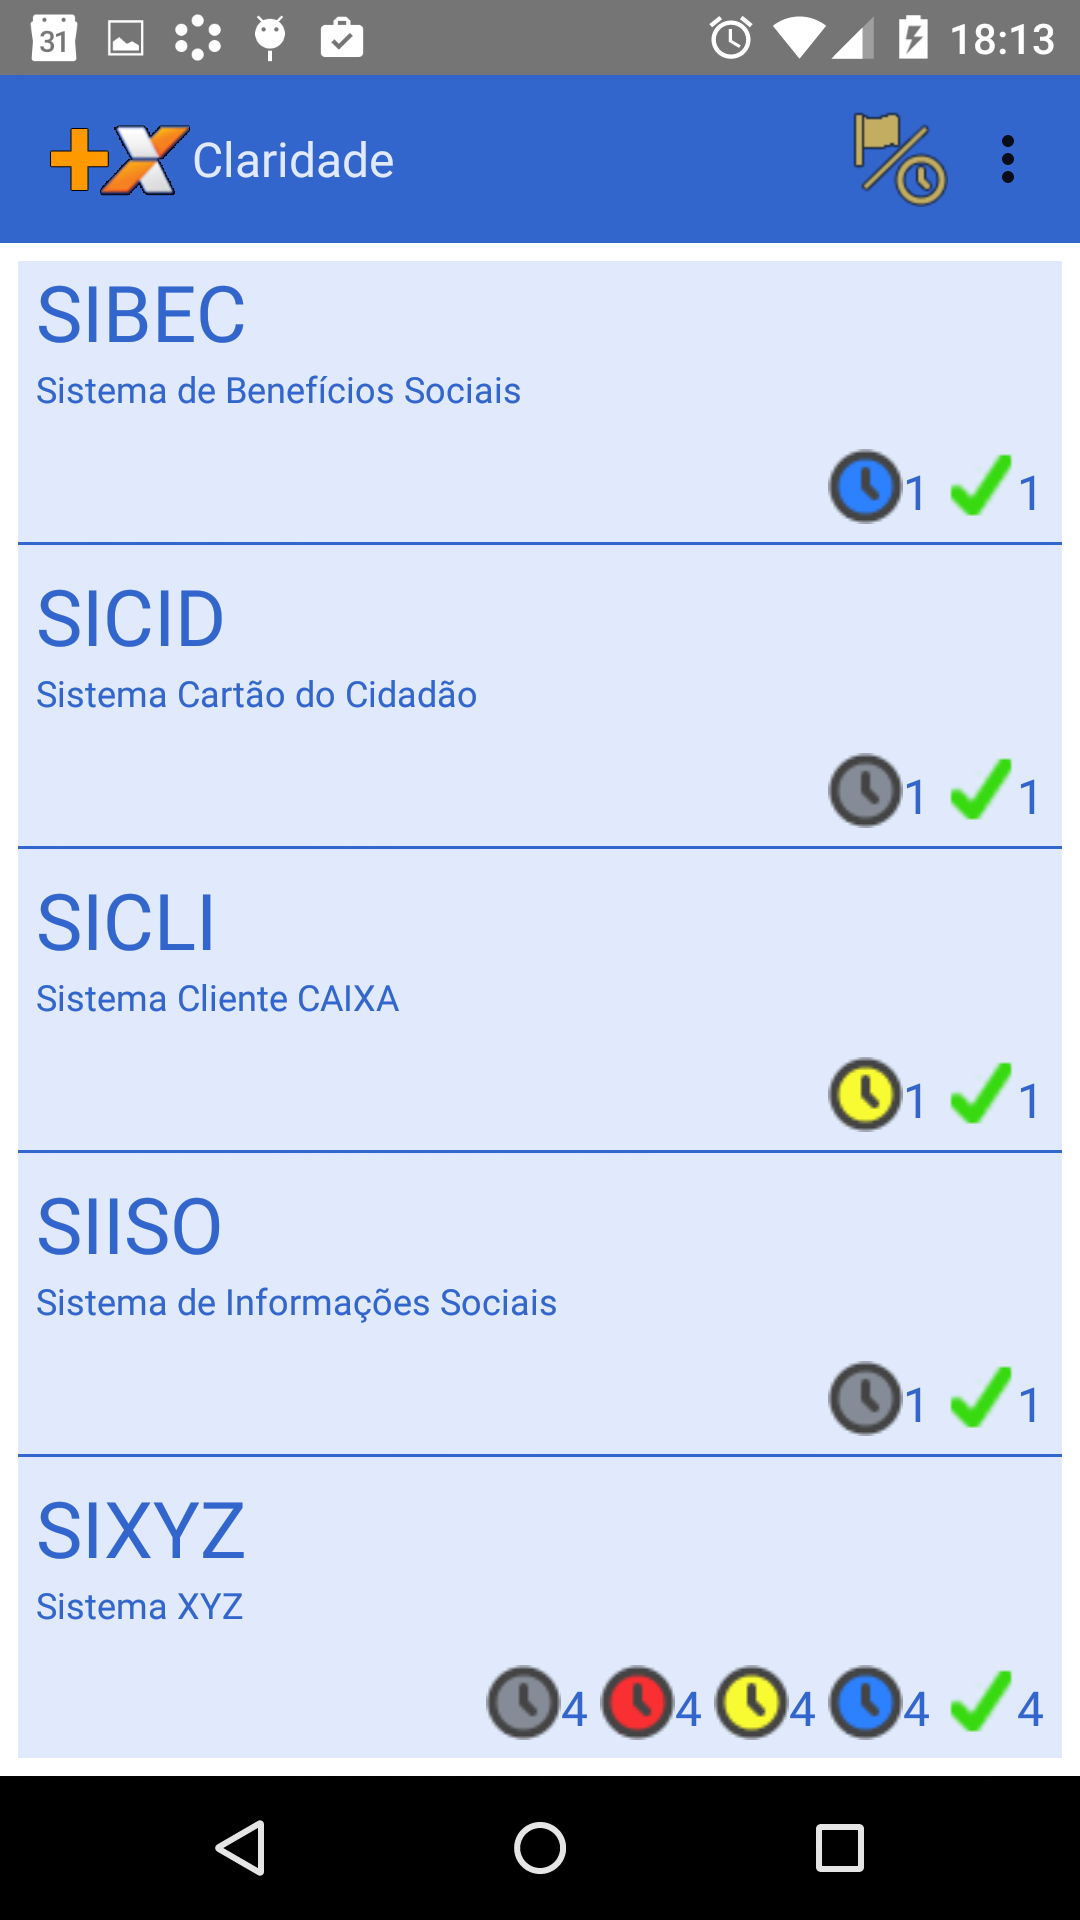 31 18:13
+X Claridade
SIBEC
Sistema de Benefícios Sociais
1 1
SICID
Sistema Cartão do Cidadão
1 1
SICLI
Sistema Cliente CAIXA
1 1
SIISO
Sistema de Informações Sociais
1 1
SIXYZ
Sistema XYZ
4 4 4 4 4